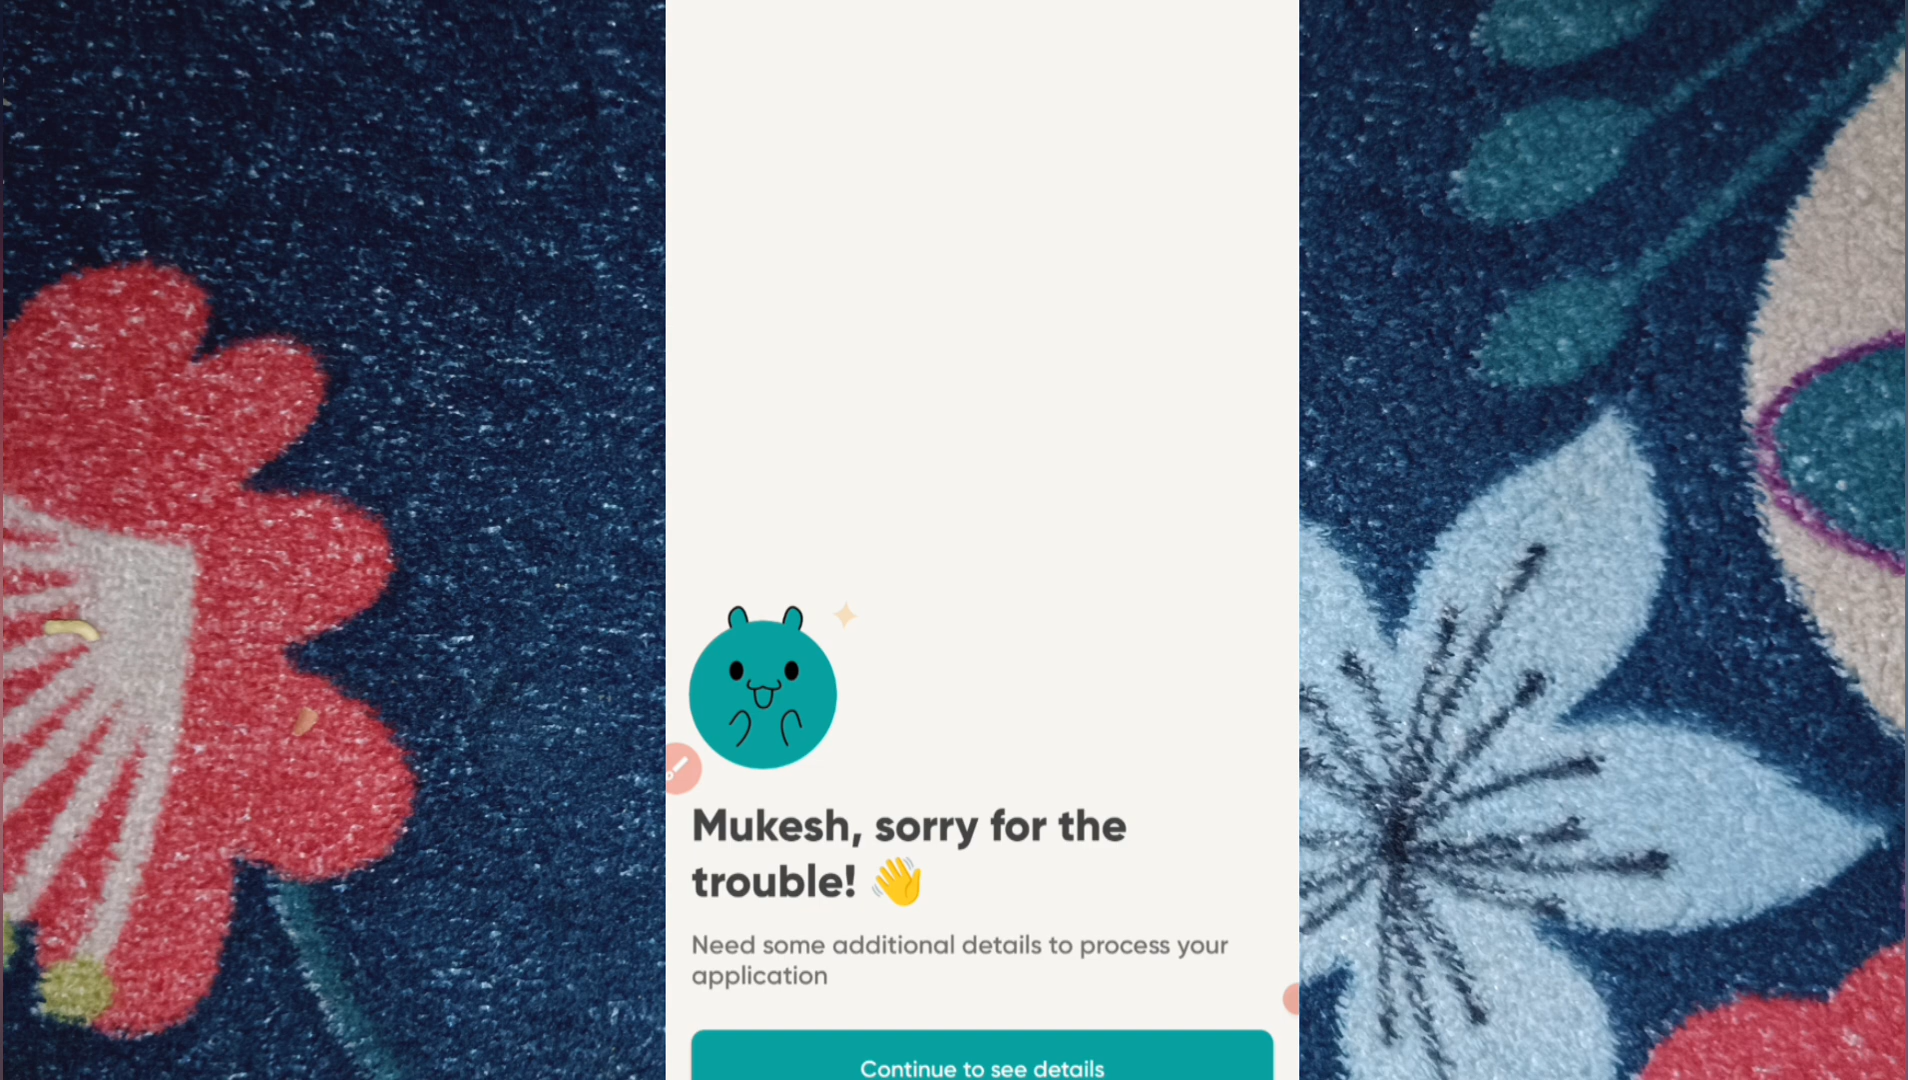 Mukesh, sorry for the
trouble! 👋
Need some additional details to process your
application
Continue to see details